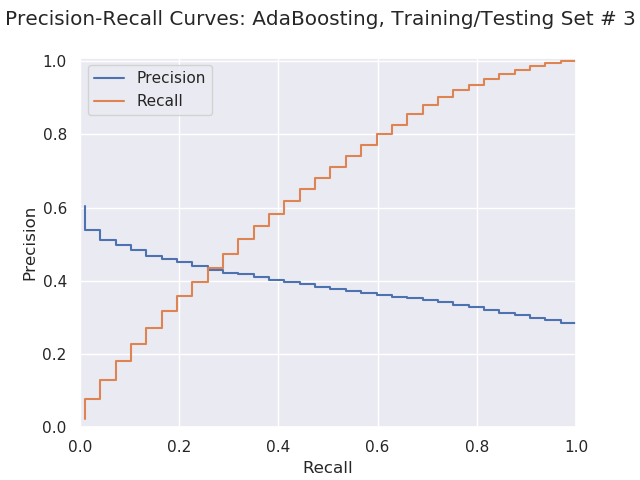 Precision-Recall Curves: AdaBoosting, Training/Testing Set # 3
1.0
Precision
Recall
0.8
0.6
Precision
0.4
0.2
0.0
0.0 0.2 0.4 0.6 0.8 1.0
Recall